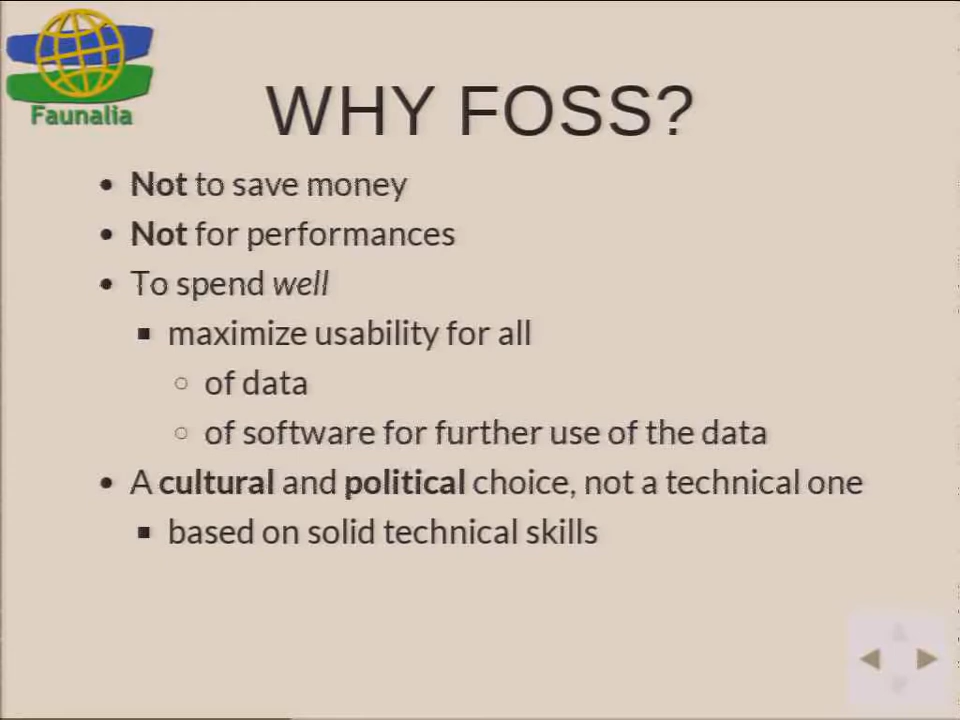 Faunalia
WHY FOSS?
• Not to save money
• Not for performances
• To spend well
▪ maximize usability for all
○ of data
○ of software for further use of the data
• A cultural and political choice, not a technical one
▪ based on solid technical skills